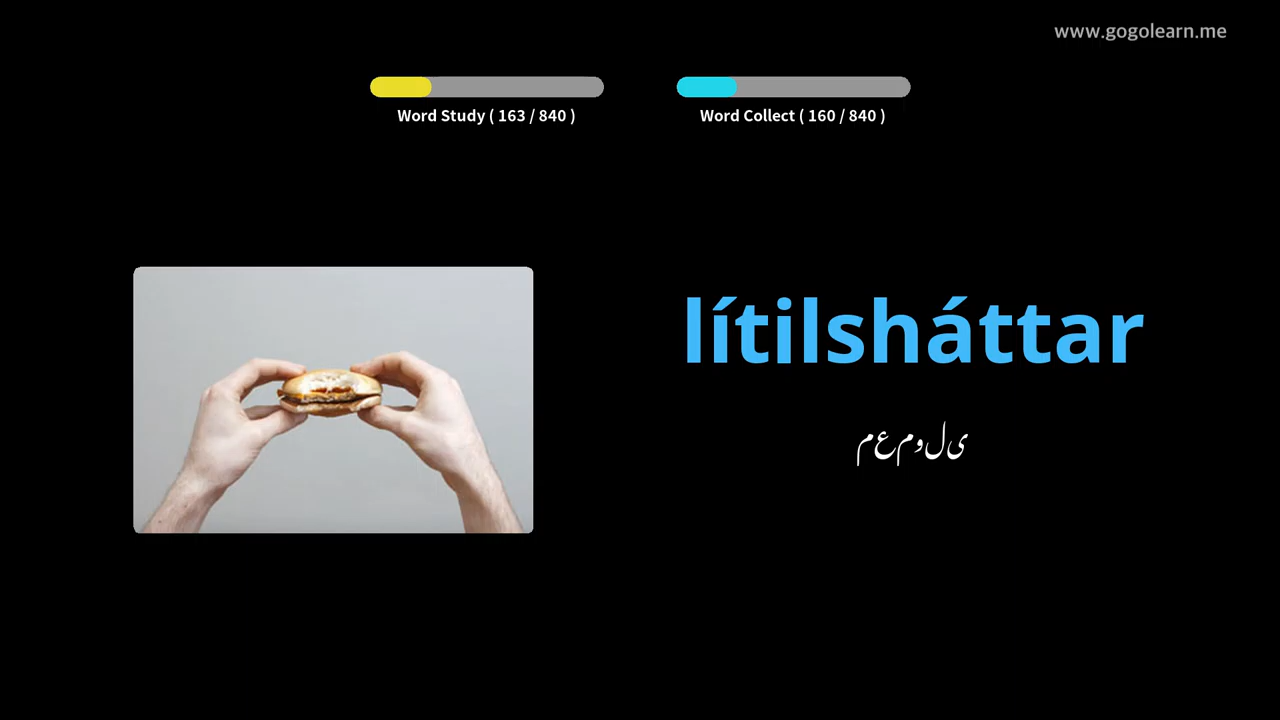 www.gogolearn.me
Word Study ( 163 / 840 )
Word Collect ( 160 / 840 )
lítilsháttar
معمولی